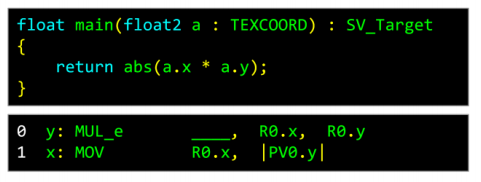 float main(float2 a : TEXCOORD) : SV_Target
{
    return abs(a.x * a.y);
}
0  y: MUL_e       ____,  R0.x,  R0.y
1  x: MOV         R0.x,  |PV0.y|